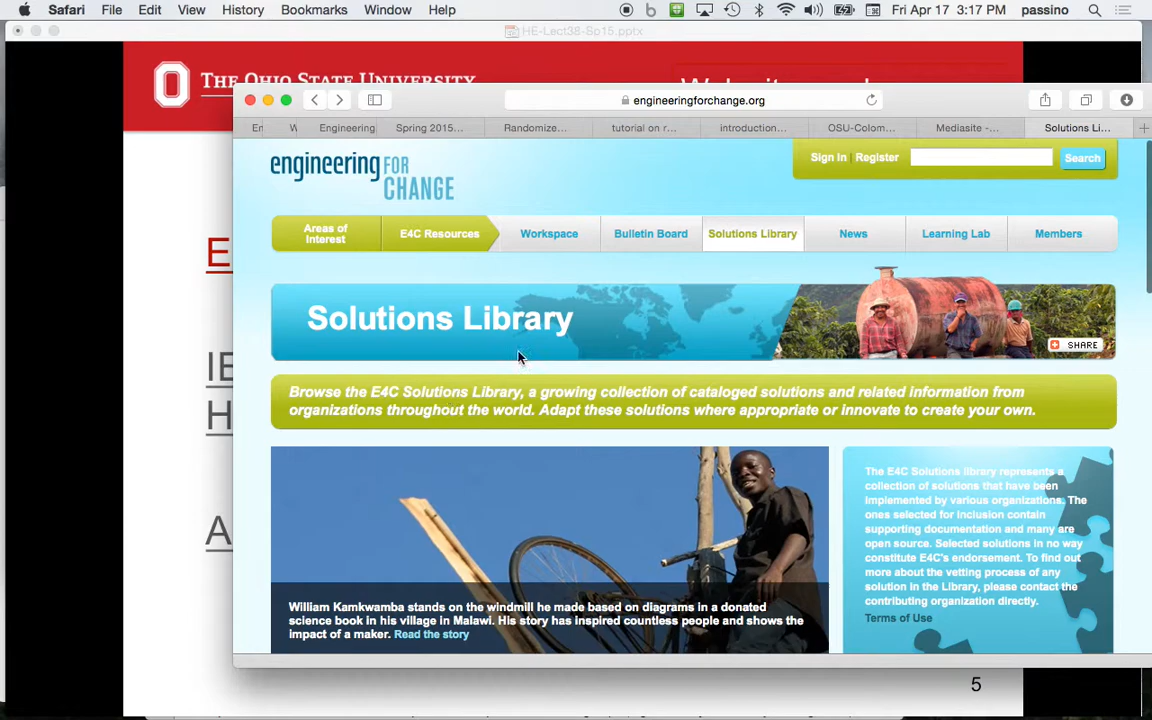 Safari File Edit View History Bookmarks Window Help Fri Apr 17 3:17 PM passino
HE-Lect38-Sp15.pptx
THE OHIO STATE UNIVERSITY
engineeringforchange.org
Engineering Spring 2015... Randomize... tutorial on r... introduction... OSU-Colom... Mediasite -... Solutions Li...
engineering FOR CHANGE
Sign in | Register Search
Areas of Interest E4C Resources Workspace Bulletin Board Solutions Library News Learning Lab Members
Solutions Library
SHARE
Browse the E4C Solutions Library, a growing collection of cataloged solutions and related information from
organizations throughout the world. Adapt these solutions where appropriate or innovate to create your own.
William Kamkwamba stands on the windmill he made based on diagrams in a donated
science book in his village in Malawi. His story has inspired countless people and shows the
impact of a maker. Read the story
The E4C Solutions library represents a
collection of solutions that have been
implemented by various organizations. The
ones selected for inclusion contain
supporting documentation and many are
open source. Selected solutions in no way
constitute E4C's endorsement. To find out
more about the vetting process of any
solution in the Library, please contact the
contributing organization directly.
Terms of Use
5